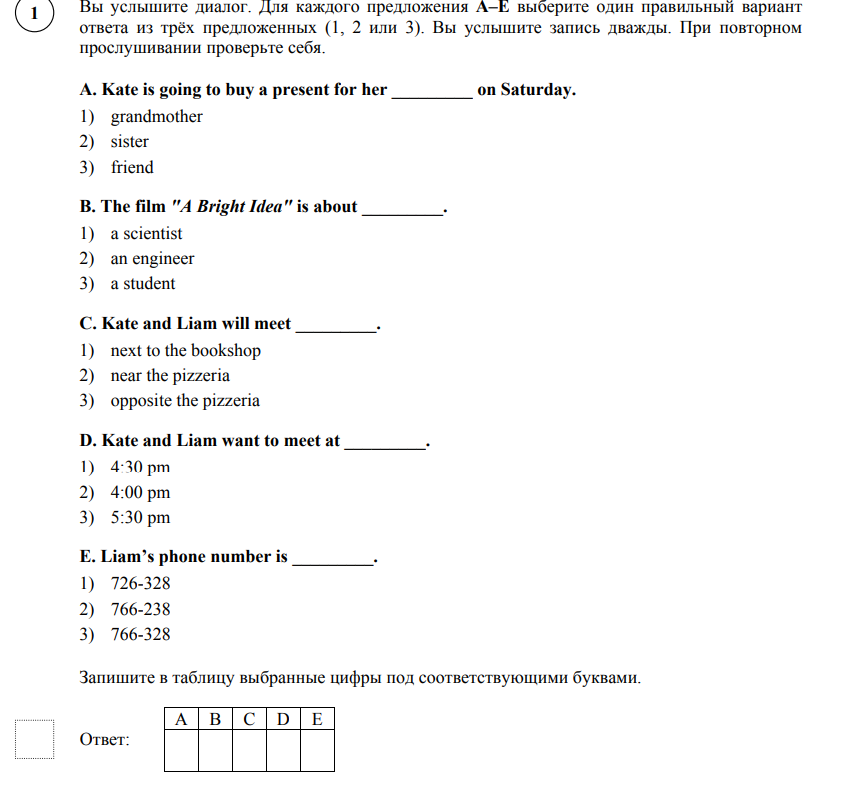 1
Вы услышите диалог. Для каждого предложения A–E выберите один правильный вариант
ответа из трёх предложенных (1, 2 или 3). Вы услышите запись дважды. При повторном
прослушивании проверьте себя.
A. Kate is going to buy a present for her _________ on Saturday.
1) grandmother
2) sister
3) friend
B. The film "A Bright Idea" is about _________.
1) a scientist
2) an engineer
3) a student
C. Kate and Liam will meet _________.
1) next to the bookshop
2) near the pizzeria
3) opposite the pizzeria
D. Kate and Liam want to meet at _________.
1) 4:30 pm
2) 4:00 pm
3) 5:30 pm
E. Liam’s phone number is _________.
1) 726-328
2) 766-238
3) 766-328
Запишите в таблицу выбранные цифры под соответствующими буквами.
A B C D E
Ответ: